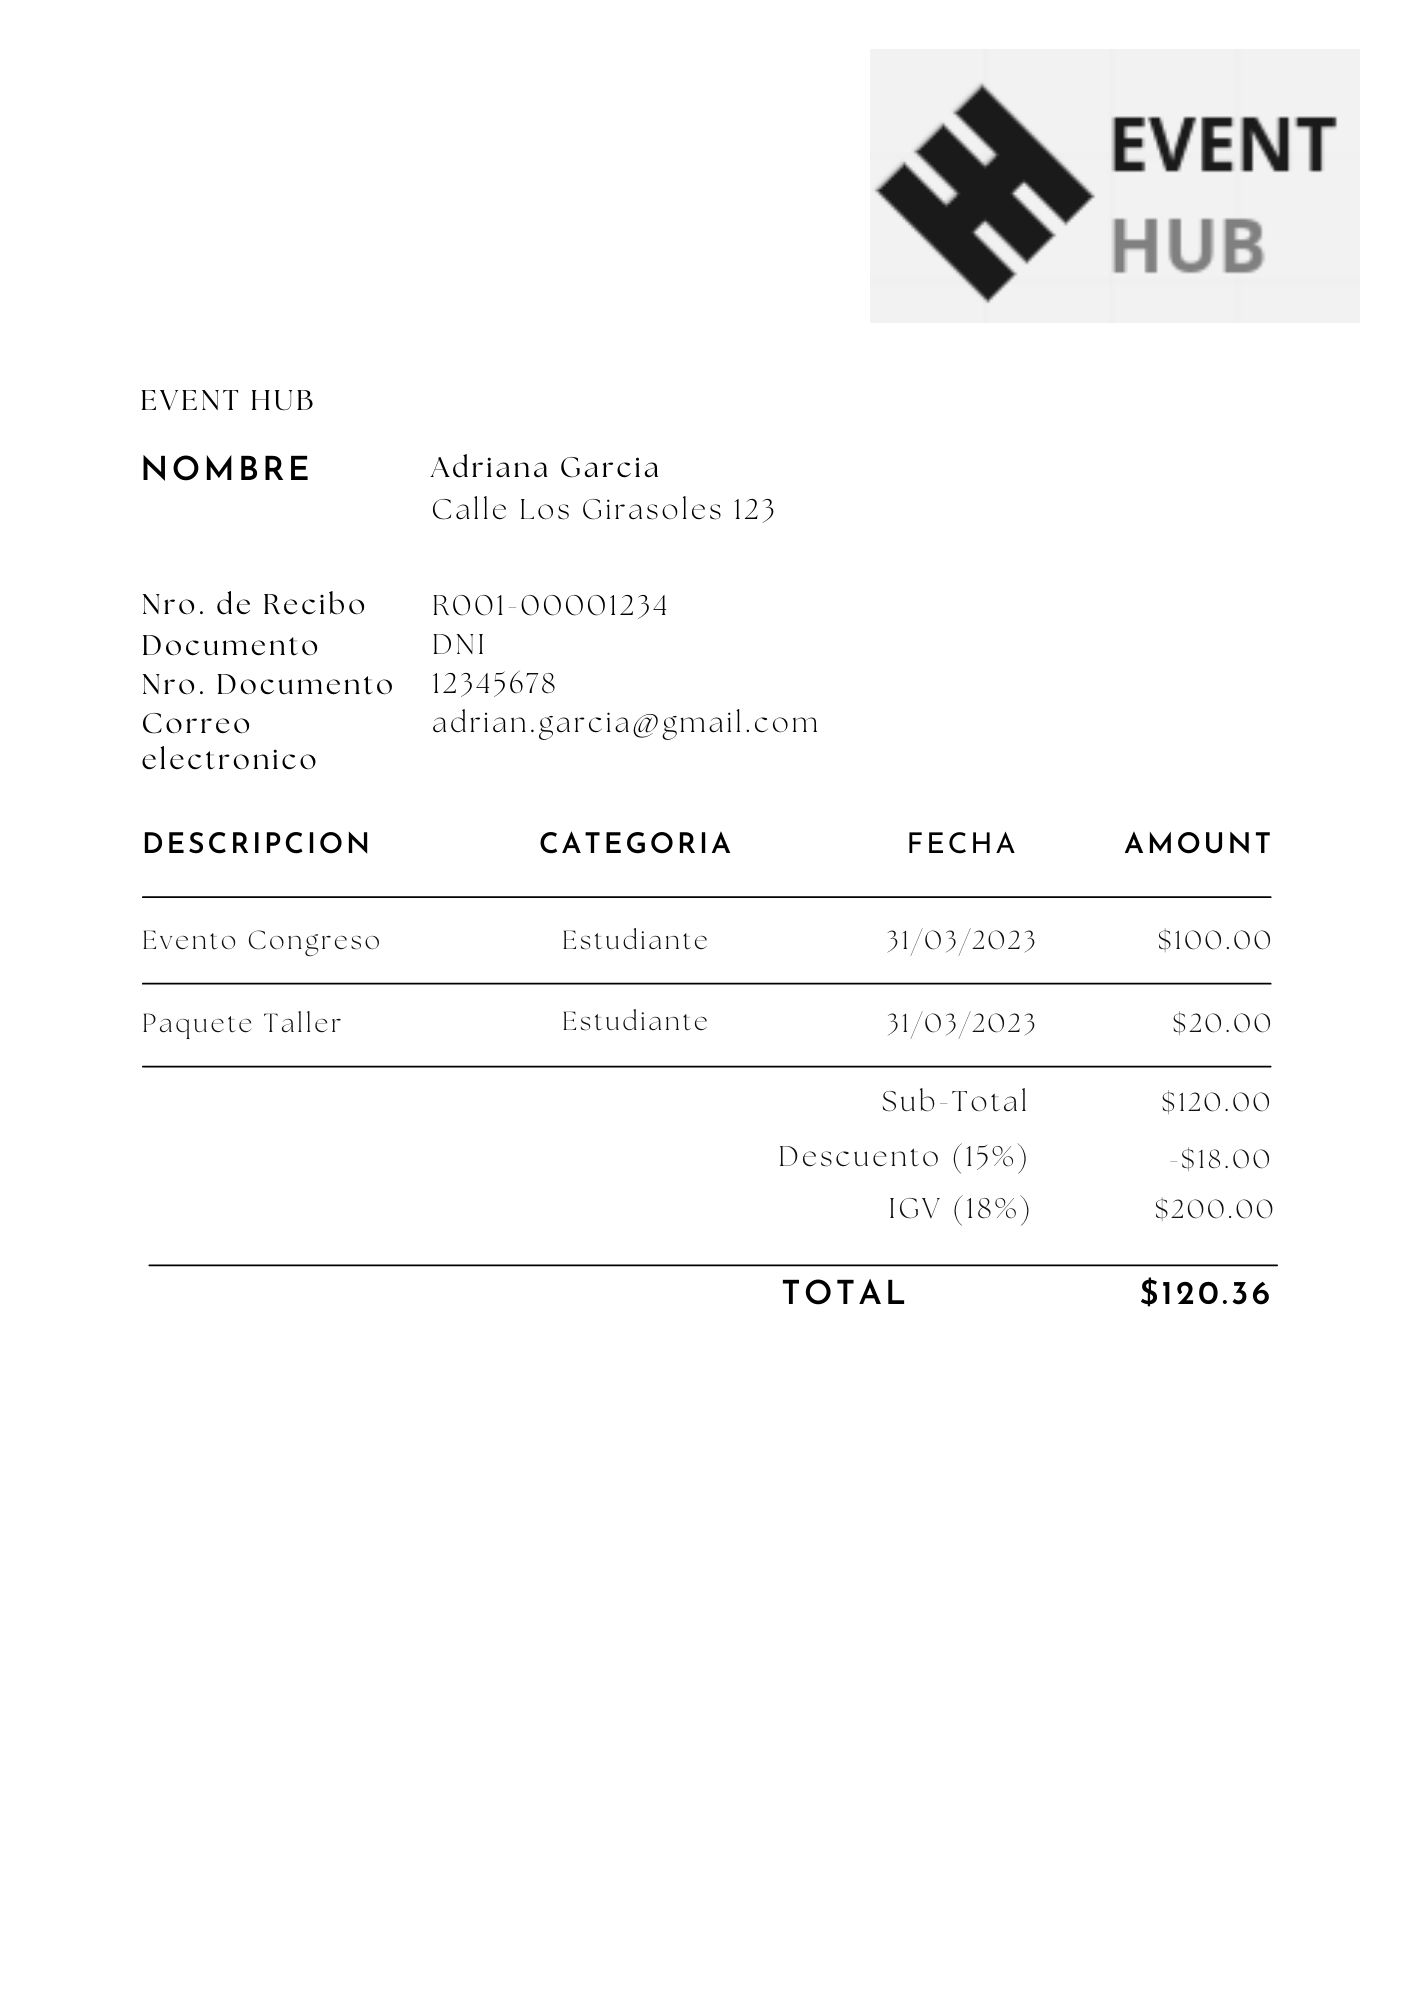 EVENT
HUB
EVENT HUB
NOMBRE Adriana Garcia
Calle Los Girasoles 123
Nro. de Recibo R001-00001234
Documento DNI
Nro. Documento 12345678
Correo adrian.garcia@gmail.com
electronico
DESCRIPCION CATEGORIA FECHA AMOUNT
Evento Congreso Estudiante 31/03/2023 $100.00
Paquete Taller Estudiante 31/03/2023 $20.00
Sub-Total $120.00
Descuento (15%) -$18.00
IGV (18%) $200.00
TOTAL $120.36